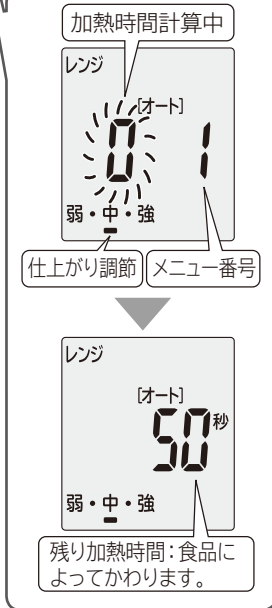 加熱時間計算中
レンジ
[オート]
0 1
弱・中・強
仕上がり調節 メニュー番号
レンジ
[オート]
50秒
弱・中・強
残り加熱時間:食品に
よってかわります。